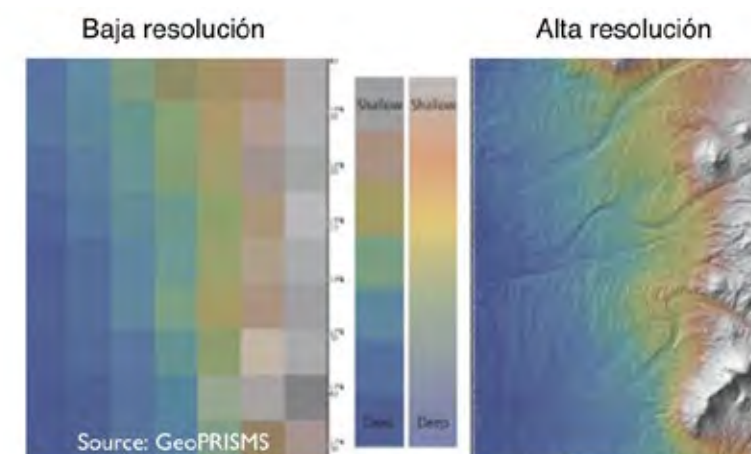 Baja resolución
Alta resolución
Shallow
Shallow
Deep
Deep
Source: GeoPRISMS